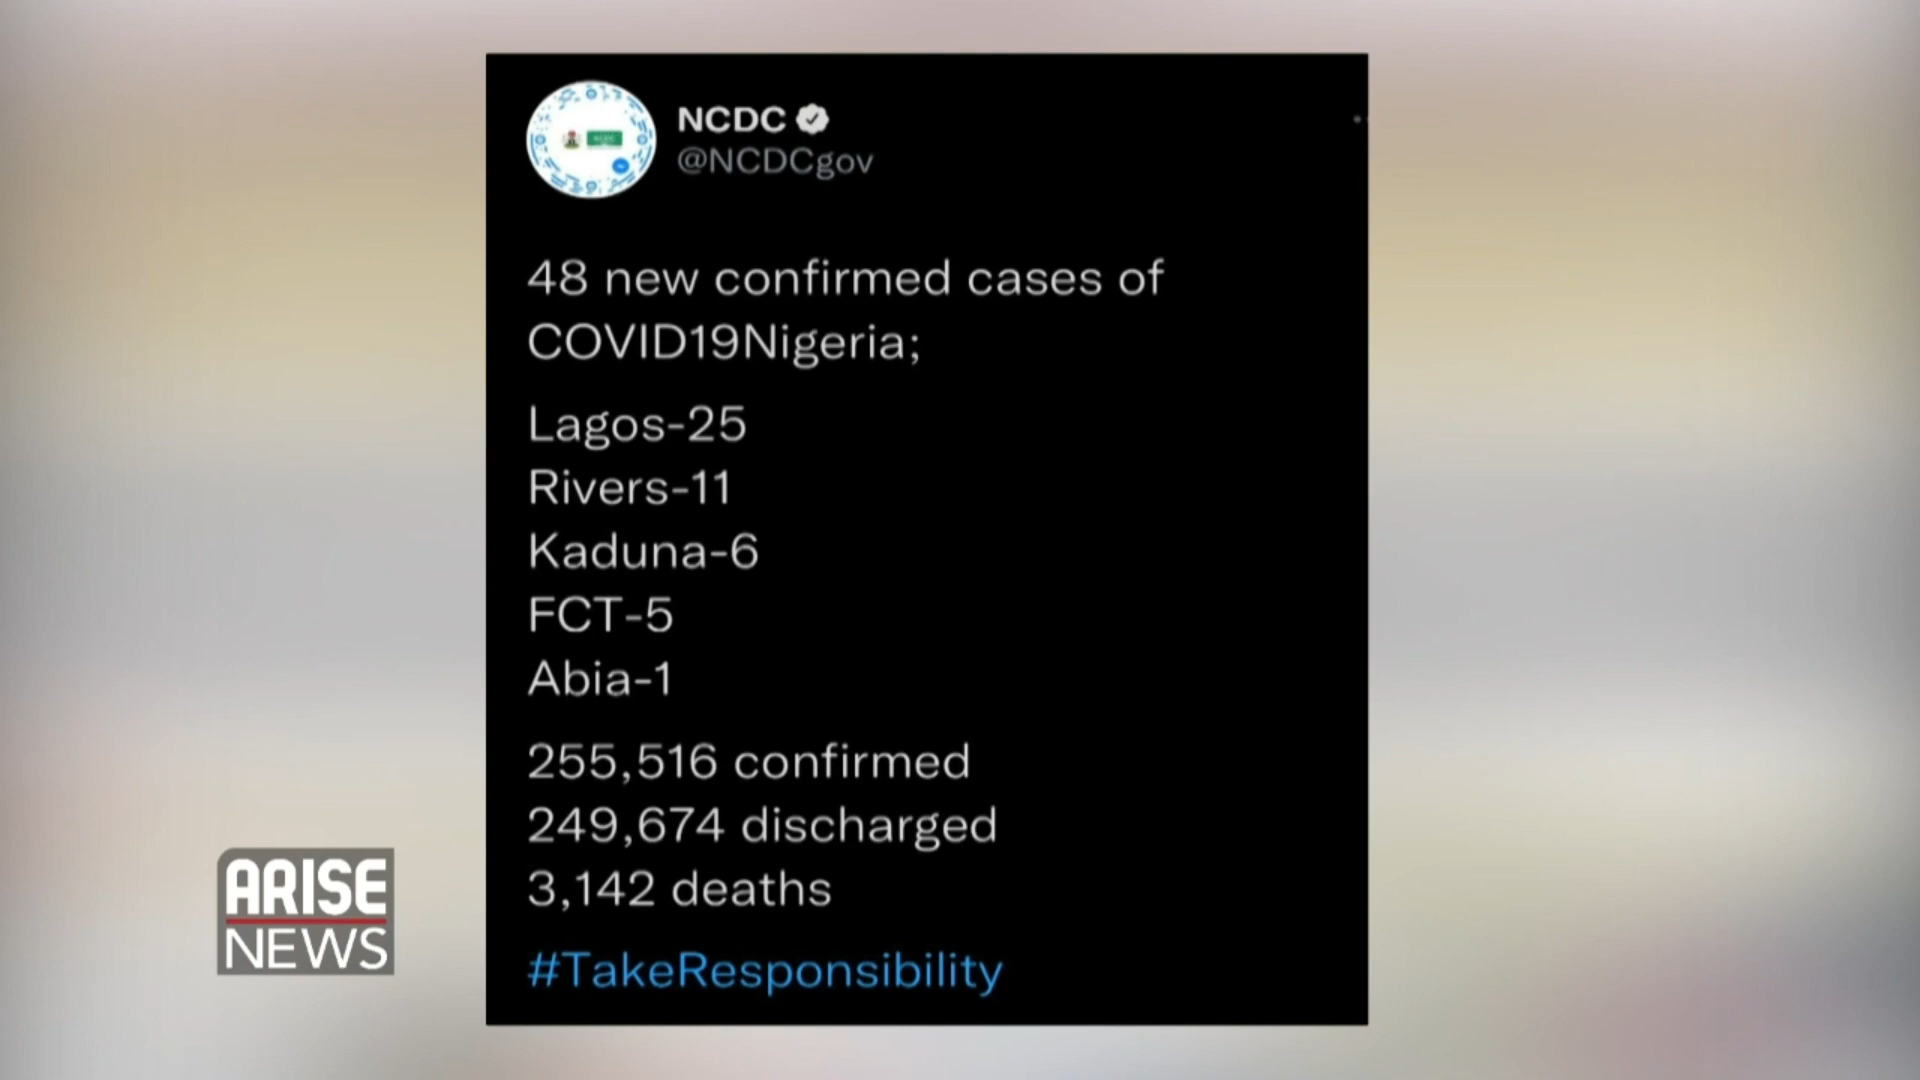 NCDC
@NCDCgov
48 new confirmed cases of
COVID19Nigeria;
Lagos-25
Rivers-11
Kaduna-6
FCT-5
Abia-1
255,516 confirmed
249,674 discharged
3,142 deaths
#TakeResponsibility
ARISE
NEWS